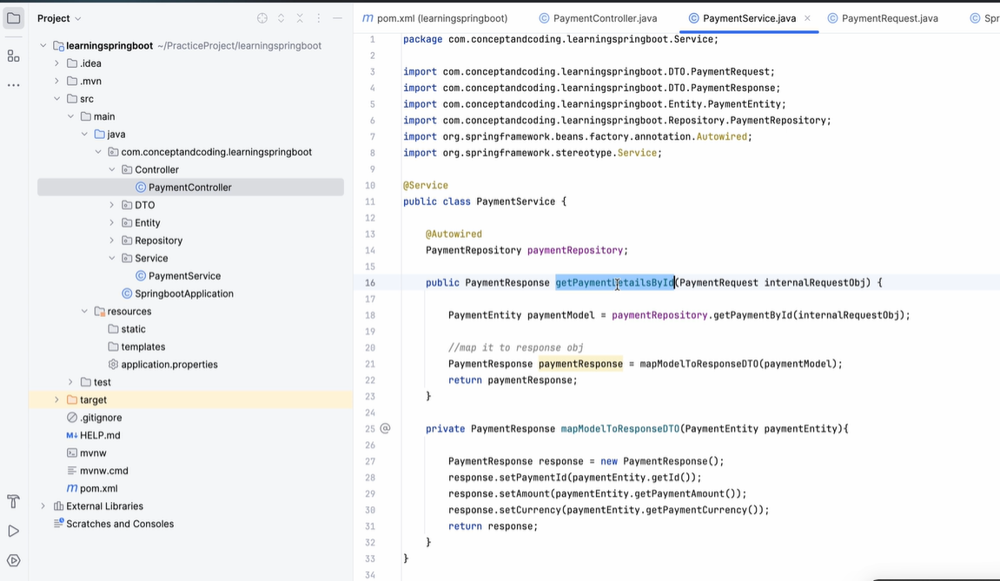 Project
learningspringboot ~/PracticeProject/learningspringboot
.idea
.mvn
src
main
java
com.conceptandcoding.learningspringboot
Controller
PaymentController
DTO
Entity
Repository
Service
PaymentService
SpringbootApplication
resources
static
templates
application.properties
test
target
.gitignore
M↓ HELP.md
mvnw
mvnw.cmd
m pom.xml
External Libraries
Scratches and Consoles
m pom.xml (learningspringboot) © PaymentController.java © PaymentService.java × © PaymentRequest.java © Spr
1 package com.conceptandcoding.learningspringboot.Service;
2
3 import com.conceptandcoding.learningspringboot.DTO.PaymentRequest;
4 import com.conceptandcoding.learningspringboot.DTO.PaymentResponse;
5 import com.conceptandcoding.learningspringboot.Entity.PaymentEntity;
6 import com.conceptandcoding.learningspringboot.Repository.PaymentRepository;
7 import org.springframework.beans.factory.annotation.Autowired;
8 import org.springframework.stereotype.Service;
9
10 @Service
11 public class PaymentService {
12
13 @Autowired
14 PaymentRepository paymentRepository;
15
16 public PaymentResponse getPaymentDetailsById(PaymentRequest internalRequestObj) {
17
18 PaymentEntity paymentModel = paymentRepository.getPaymentById(internalRequestObj);
19
20 //map it to response obj
21 PaymentResponse paymentResponse = mapModelToResponseDTO(paymentModel);
22 return paymentResponse;
23 }
24
25 @ private PaymentResponse mapModelToResponseDTO(PaymentEntity paymentEntity){
26
27 PaymentResponse response = new PaymentResponse();
28 response.setPaymentId(paymentEntity.getId());
29 response.setAmount(paymentEntity.getPaymentAmount());
30 response.setCurrency(paymentEntity.getPaymentCurrency());
31 return response;
32 }
33 }
34